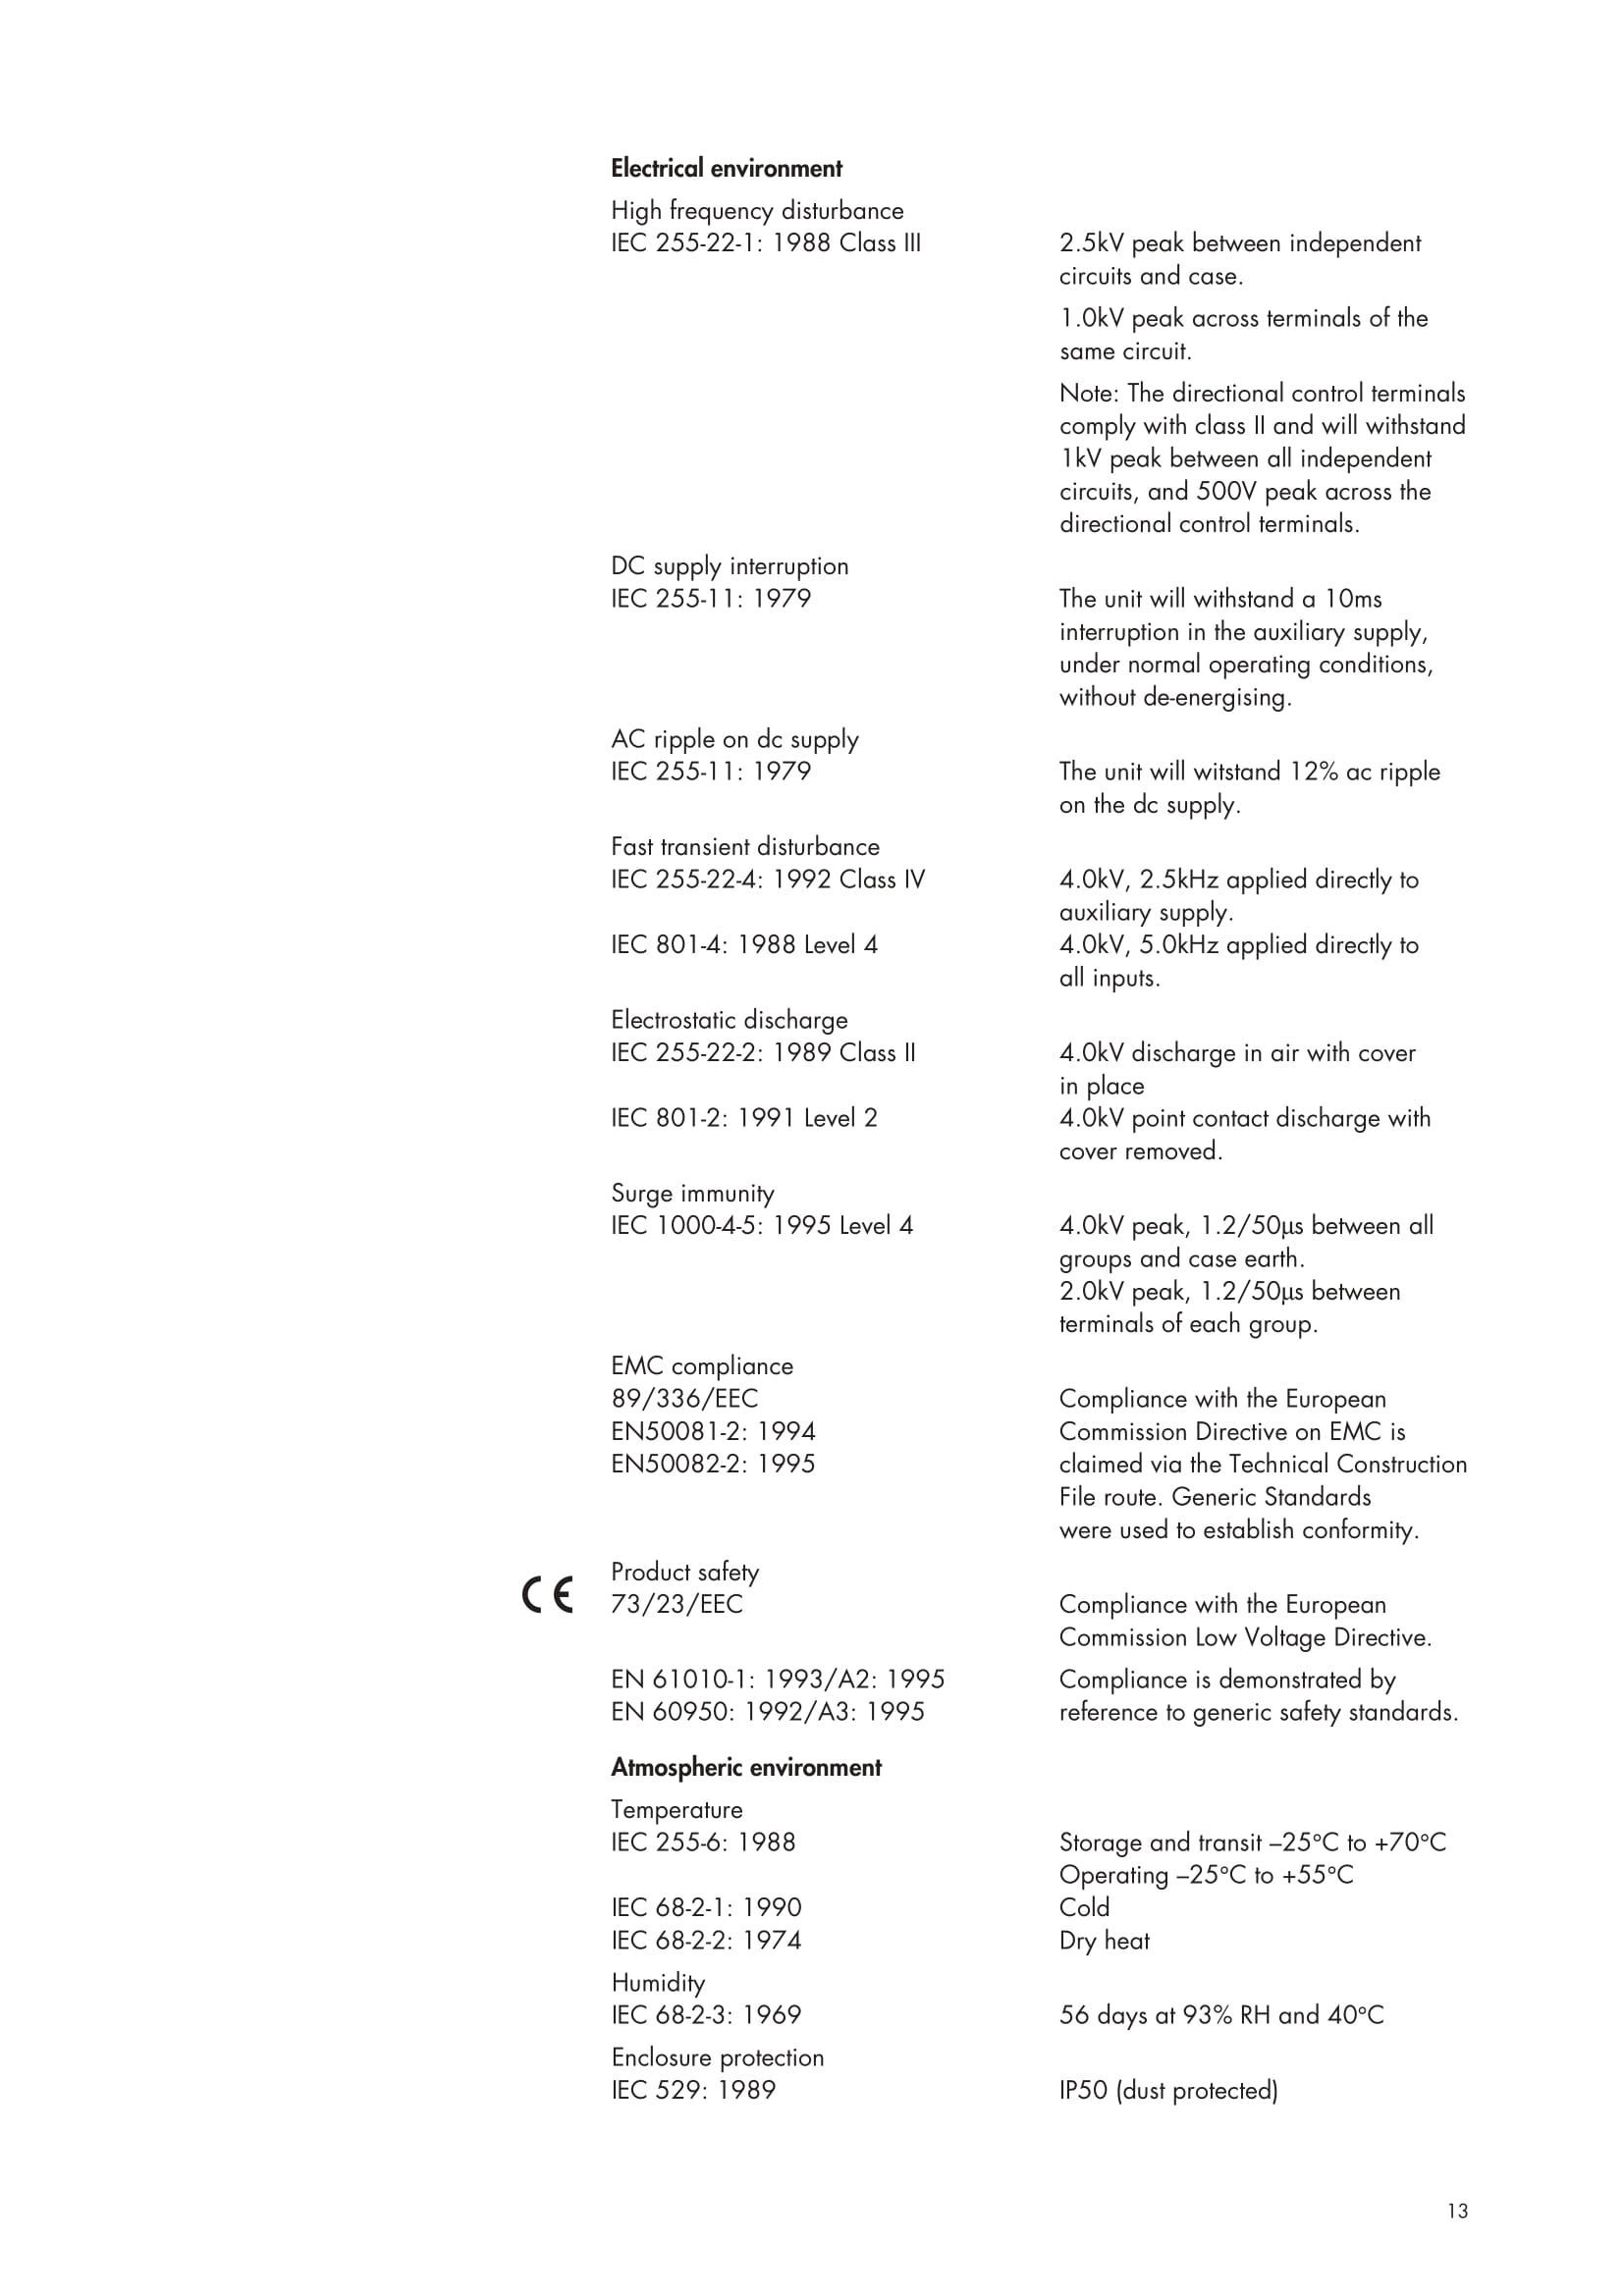 Electrical environment
High frequency disturbance
IEC 255-22-1: 1988 Class III
2.5kV peak between independent
circuits and case.
1.0kV peak across terminals of the
same circuit.
Note: The directional control terminals
comply with class II and will withstand
1kV peak between all independent
circuits, and 500V peak across the
directional control terminals.
DC supply interruption
IEC 255-11: 1979
The unit will withstand a 10ms
interruption in the auxiliary supply,
under normal operating conditions,
without de-energising.
AC ripple on dc supply
IEC 255-11: 1979
The unit will witstand 12% ac ripple
on the dc supply.
Fast transient disturbance
IEC 255-22-4: 1992 Class IV
4.0kV, 2.5kHz applied directly to
auxiliary supply.
IEC 801-4: 1988 Level 4
4.0kV, 5.0kHz applied directly to
all inputs.
Electrostatic discharge
IEC 255-22-2: 1989 Class II
4.0kV discharge in air with cover
in place
IEC 801-2: 1991 Level 2
4.0kV point contact discharge with
cover removed.
Surge immunity
IEC 1000-4-5: 1995 Level 4
4.0kV peak, 1.2/50µs between all
groups and case earth.
2.0kV peak, 1.2/50µs between
terminals of each group.
EMC compliance
89/336/EEC
EN50081-2: 1994
EN50082-2: 1995
Compliance with the European
Commission Directive on EMC is
claimed via the Technical Construction
File route. Generic Standards
were used to establish conformity.
CE
Product safety
73/23/EEC
Compliance with the European
Commission Low Voltage Directive.
EN 61010-1: 1993/A2: 1995
EN 60950: 1992/A3: 1995
Compliance is demonstrated by
reference to generic safety standards.
Atmospheric environment
Temperature
IEC 255-6: 1988
Storage and transit –25°C to +70°C
Operating –25°C to +55°C
IEC 68-2-1: 1990
Cold
IEC 68-2-2: 1974
Dry heat
Humidity
IEC 68-2-3: 1969
56 days at 93% RH and 40°C
Enclosure protection
IEC 529: 1989
IP50 (dust protected)
13